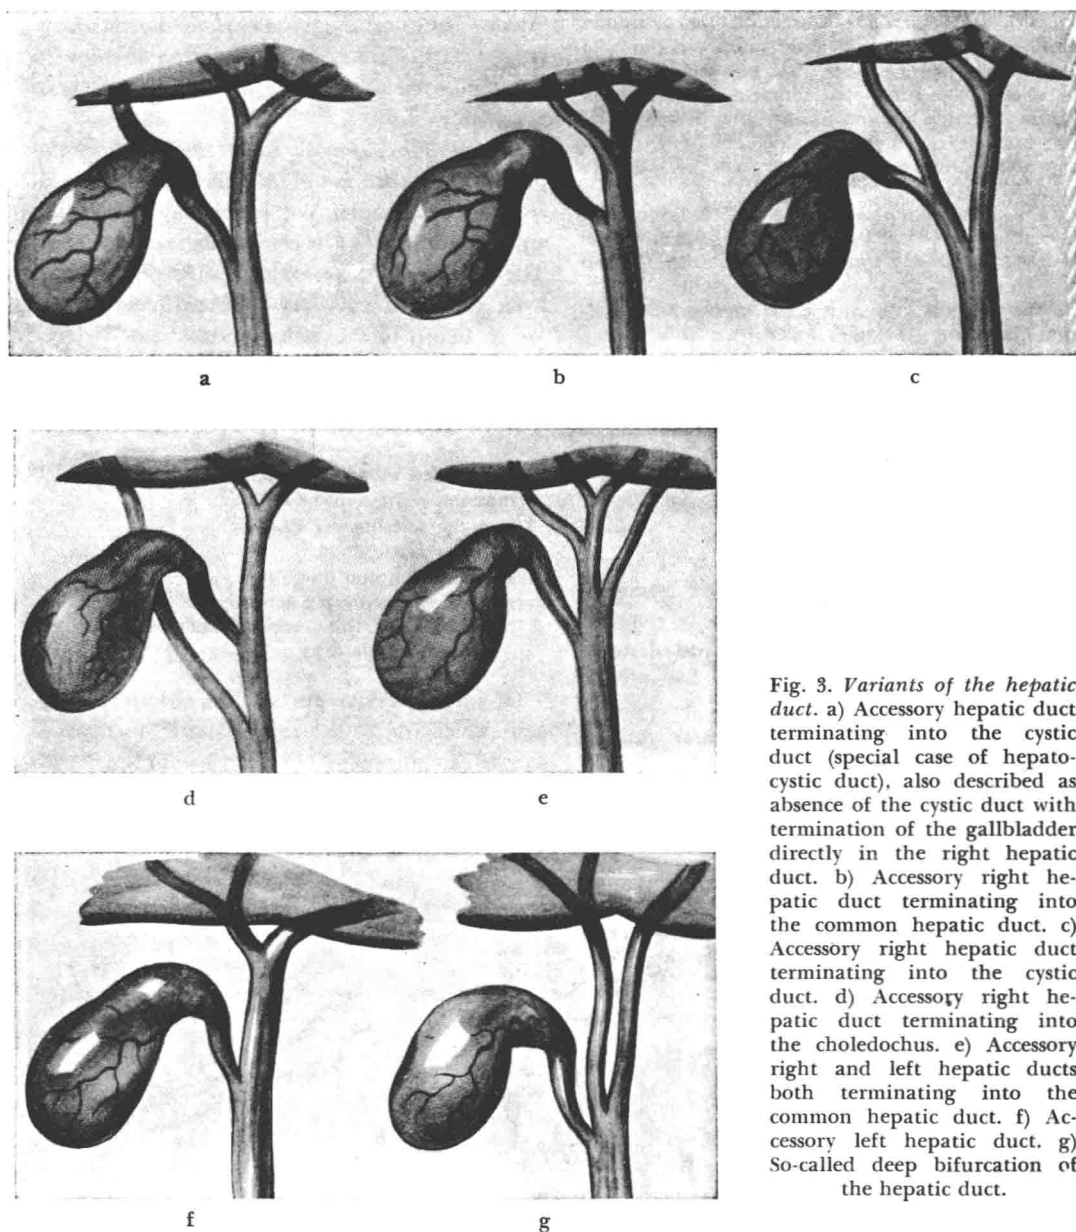 a
b
c
d
e
f
g
Fig. 3. Variants of the hepatic
duct. a) Accessory hepatic duct
terminating into the cystic
duct (special case of hepato-
cystic duct), also described as
absence of the cystic duct with
termination of the gallbladder
directly in the right hepatic
duct. b) Accessory right he-
patic duct terminating into
the common hepatic duct. c)
Accessory right hepatic duct
terminating into the cystic
duct. d) Accessory right he-
patic duct terminating into
the choledochus. e) Accessory
right and left hepatic ducts
both terminating into the
common hepatic duct. f) Ac-
cessory left hepatic duct. g)
So-called deep bifurcation of
the hepatic duct.